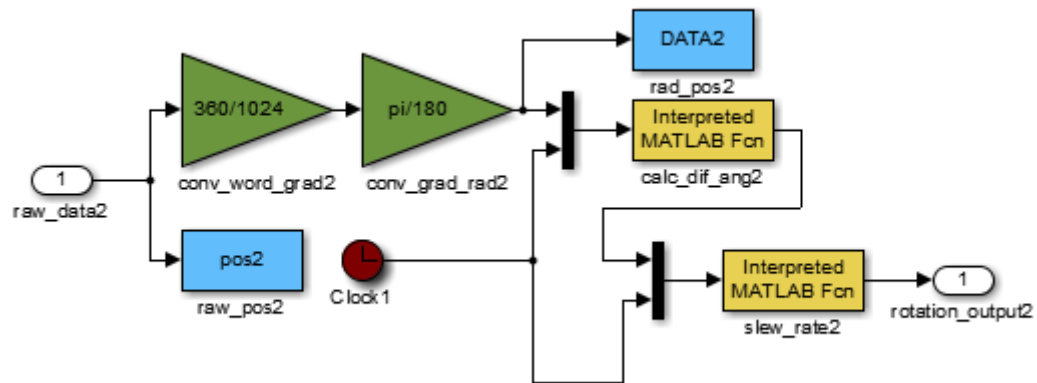 DATA2
rad_pos2
360/1024
conv_word_grad2
pi/180
conv_grad_rad2
Interpreted
MATLAB Fcn
calc_dif_ang2
1
raw_data2
pos2
raw_pos2
Clock1
Interpreted
MATLAB Fcn
slew_rate2
1
rotation_output2